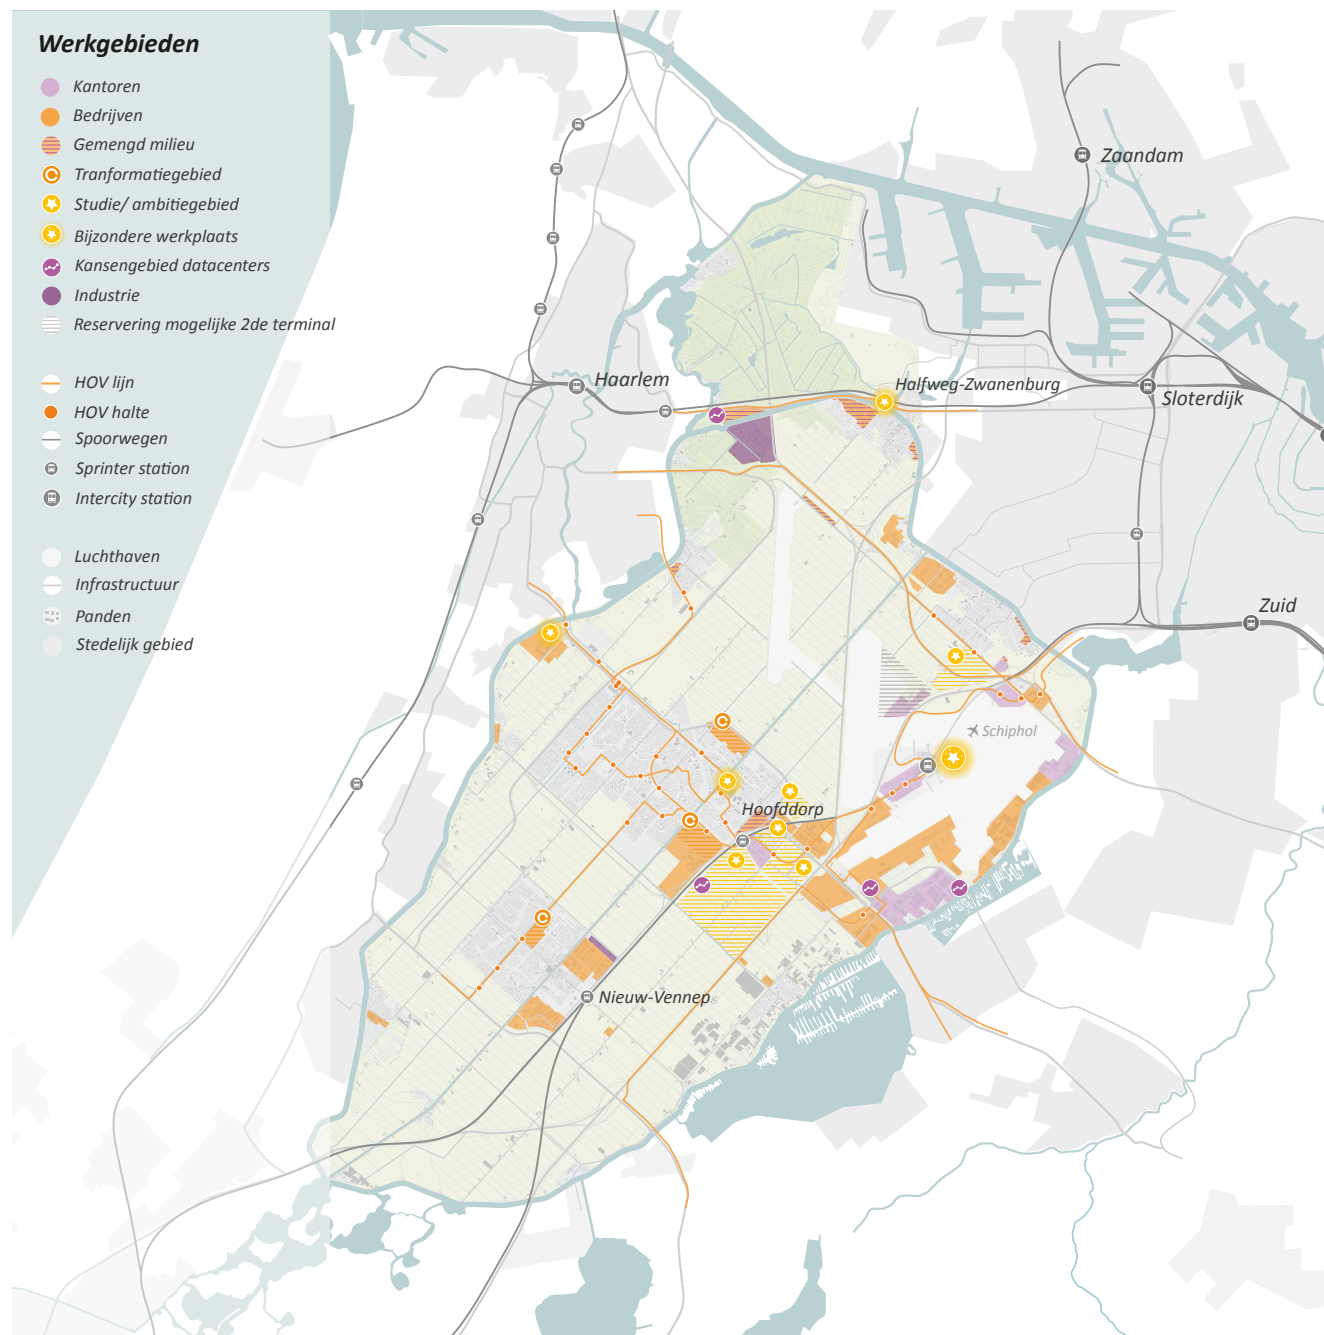 Werkgebieden
Kantoren
Bedrijven
Gemengd milieu
Tranformatiegebied
Studie/ ambitiegebied
Bijzondere werkplaats
Kansengebied datacenters
Industrie
Reservering mogelijke 2de terminal
HOV lijn
HOV halte
Spoorwegen
Sprinter station
Intercity station
Luchthaven
Infrastructuur
Panden
Stedelijk gebied
Zaandam
Haarlem
Halfweg-Zwanenburg
Sloterdijk
Zuid
Schiphol
Hoofddorp
Nieuw-Vennep